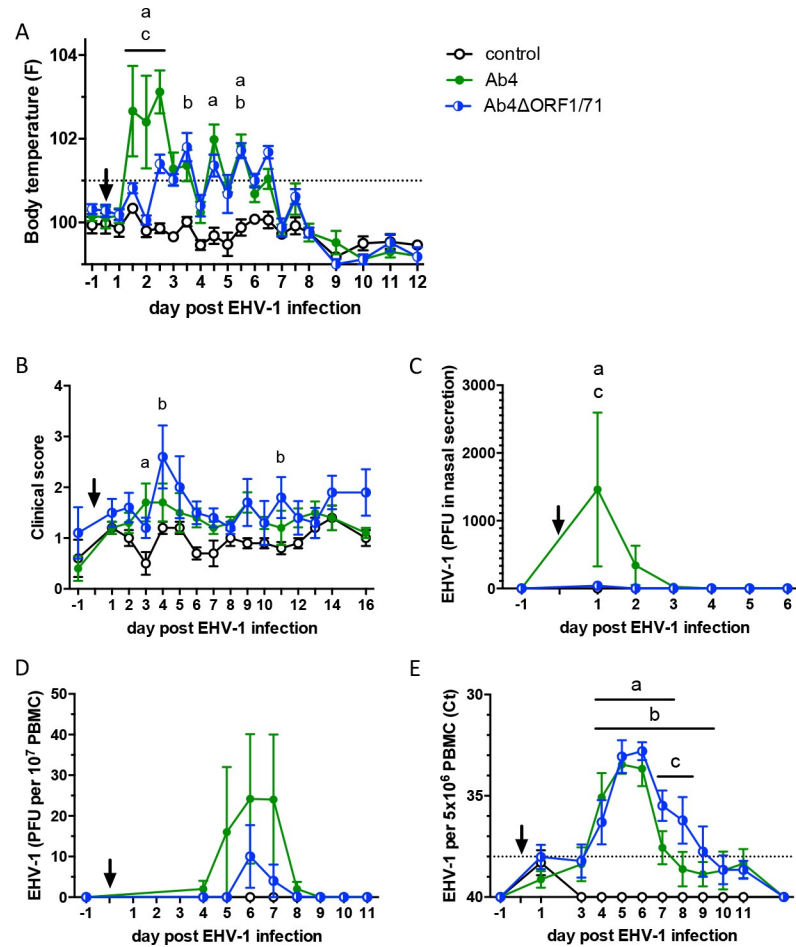 A
a
c
a
b
a
b
104
102
100
Body temperature (F)
-1 2 1 2 3 4 5 6 7 8 9 10 11 12
day post EHV-1 infection
control
Ab4
Ab4ΔORF1/71
B
4
3
2
1
0
Clinical score
a
b
b
-1 1 2 3 4 5 6 7 8 9 10 12 14 16
day post EHV-1 infection
C
3000
2000
1000
0
EHV-1 (PFU in nasal secretion)
a
c
-1 1 2 3 4 5 6
day post EHV-1 infection
D
50
40
30
20
10
0
EHV-1 (PFU per 10⁷ PBMC)
-1 1 2 3 4 5 6 7 8 9 10 11
day post EHV-1 infection
E
30
35
40
EHV-1 per 5x10⁶ PBMC (Ct)
a
b
c
-1 1 3 4 5 6 7 8 9 10 11
day post EHV-1 infection